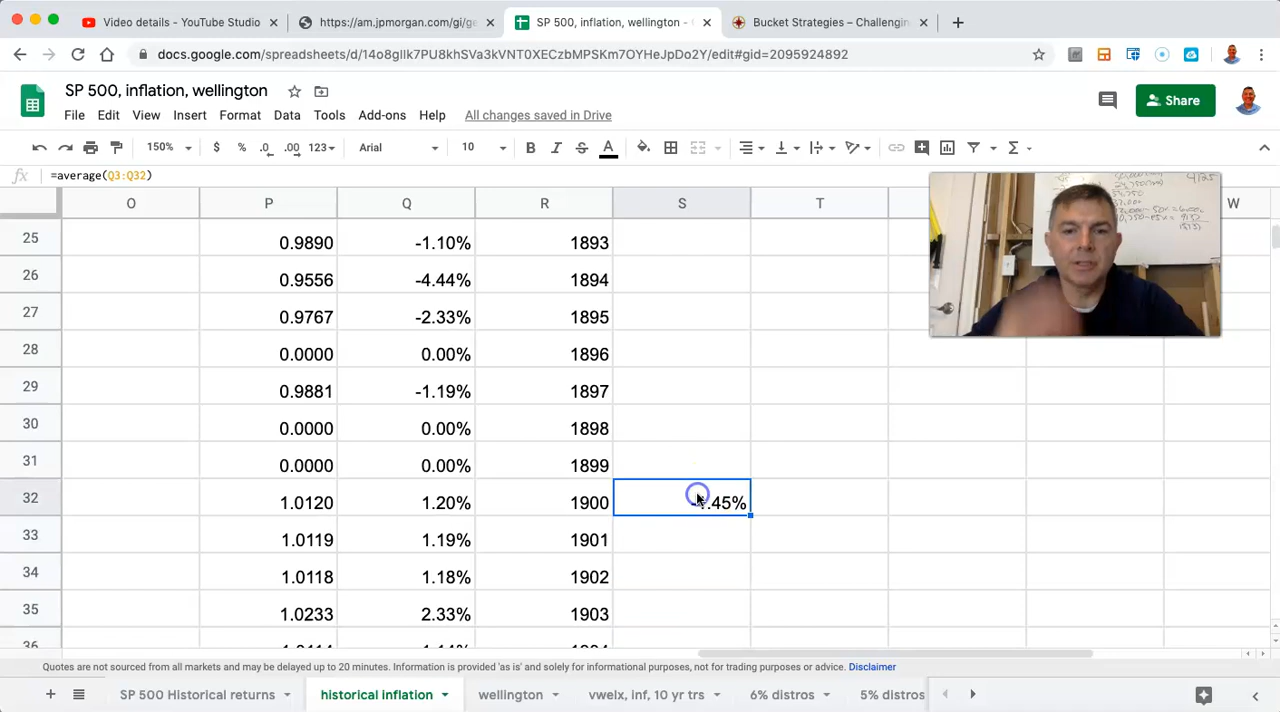 Video details - YouTube Studio
https://am.jpmorgan.com/gi/ge
SP 500, inflation, wellington -
Bucket Strategies – Challengin
docs.google.com/spreadsheets/d/14o8glIk7PU8khSVa3kVNT0XECzbMPSKm7OYHeJpDo2Y/edit#gid=2095924892
SP 500, inflation, wellington
Share
File Edit View Insert Format Data Tools Add-ons Help All changes saved in Drive
150% $ % .0 .00 123 Arial 10 B I S A
fx =average(Q3:Q32)
O P Q R S T W
25 0.9890 -1.10% 1893
26 0.9556 -4.44% 1894
27 0.9767 -2.33% 1895
28 0.0000 0.00% 1896
29 0.9881 -1.19% 1897
30 0.0000 0.00% 1898
31 0.0000 0.00% 1899
32 1.0120 1.20% 1900 .45%
33 1.0119 1.19% 1901
34 1.0118 1.18% 1902
35 1.0233 2.33% 1903
36
Quotes are not sourced from all markets and may be delayed up to 20 minutes. Information is provided 'as is' and solely for informational purposes, not for trading purposes or advice. Disclaimer
SP 500 Historical returns historical inflation wellington vwelx, inf, 10 yr trs 6% distros 5% distros